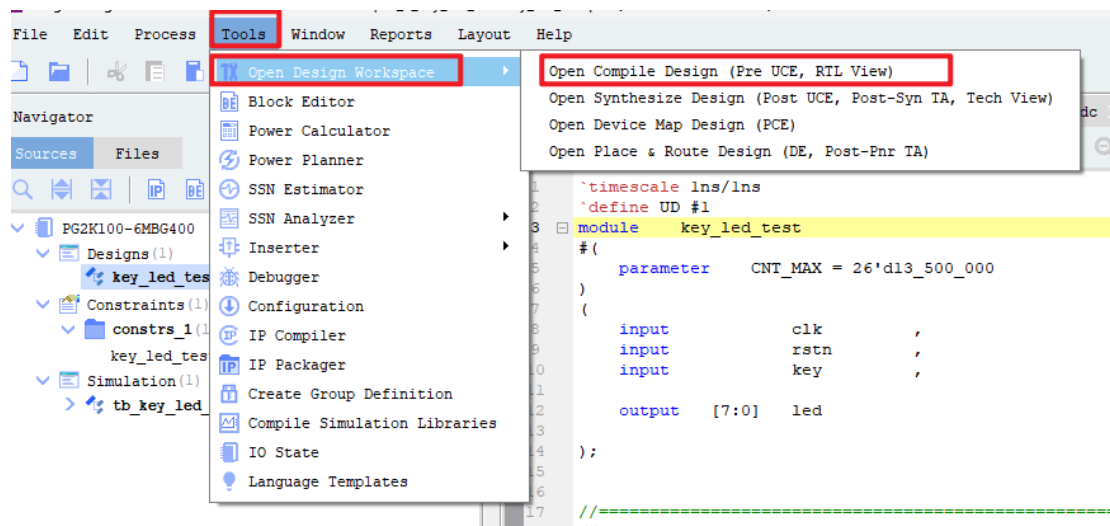 File Edit Process Tools Window Reports Layout Help
Open Design Workspace
Block Editor
Power Calculator
Power Planner
SSN Estimator
SSN Analyzer
Inserter
Debugger
Configuration
IP Compiler
IP Packager
Create Group Definition
Compile Simulation Libraries
IO State
Language Templates
Open Compile Design (Pre UCE, RTL View)
Open Synthesize Design (Post UCE, Post-Syn TA, Tech View)
Open Device Map Design (PCE)
Open Place & Route Design (DE, Post-Pnr TA)
Navigator
Sources Files
IP BE
PG2K100-6MBG400
Designs(1)
key_led_tes
Constraints(1)
constrs_1(1
key_led_tes
Simulation(1)
tb_key_led_
dc
1 `timescale 1ns/1ns
2 `define UD #1
3 module key_led_test
4 #(
5 parameter CNT_MAX = 26'd13_500_000
6 )
7 (
8 input clk ,
9 input rstn ,
10 input key ,
11
12 output [7:0] led
13
14 );
15
16
17 //==================================================